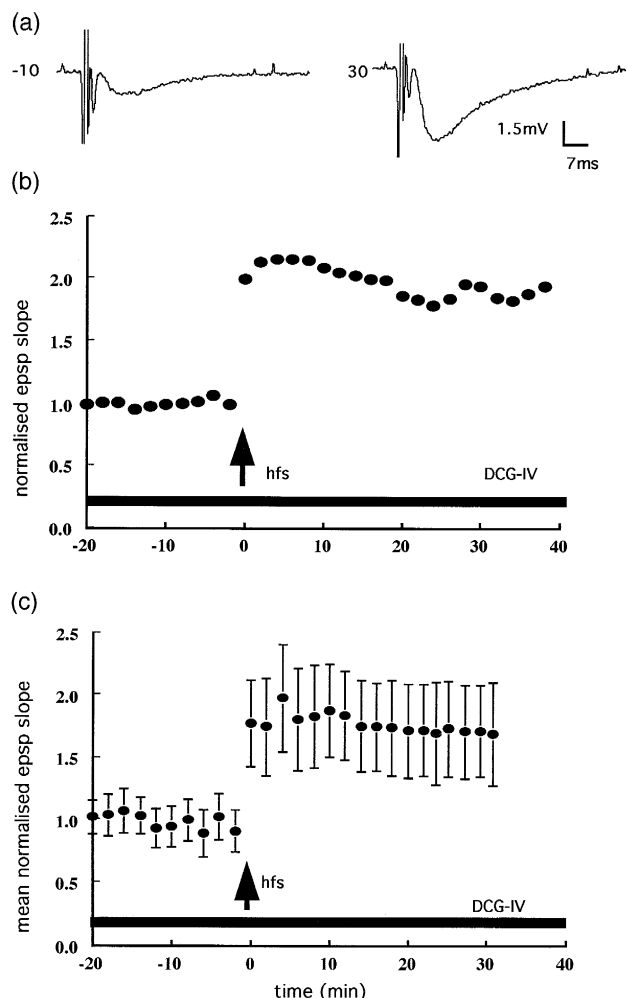 (a)
-10
30
1.5mV
7ms
(b)
normalised epsp slope
2.5
2.0
1.5
1.0
0.5
0.0
hfs
DCG-IV
-20 -10 0 10 20 30 40
(c)
mean normalised epsp slope
2.5
2.0
1.5
1.0
0.5
0.0
hfs
DCG-IV
-20 -10 0 10 20 30 40
time (min)